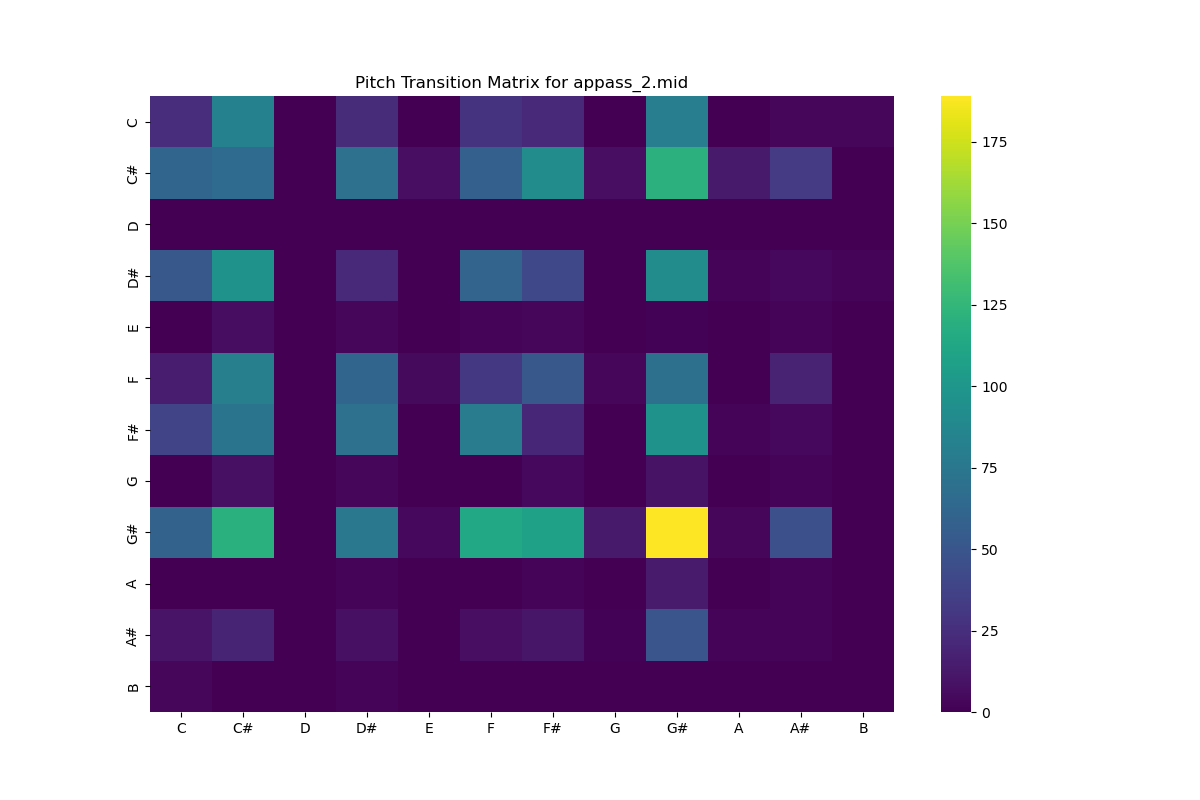 Pitch Transition Matrix for appass_2.mid
C
C#
D
D#
E
F
F#
G
G#
A
A#
B
C C# D D# E F F# G G# A A# B
175
150
125
100
75
50
25
0